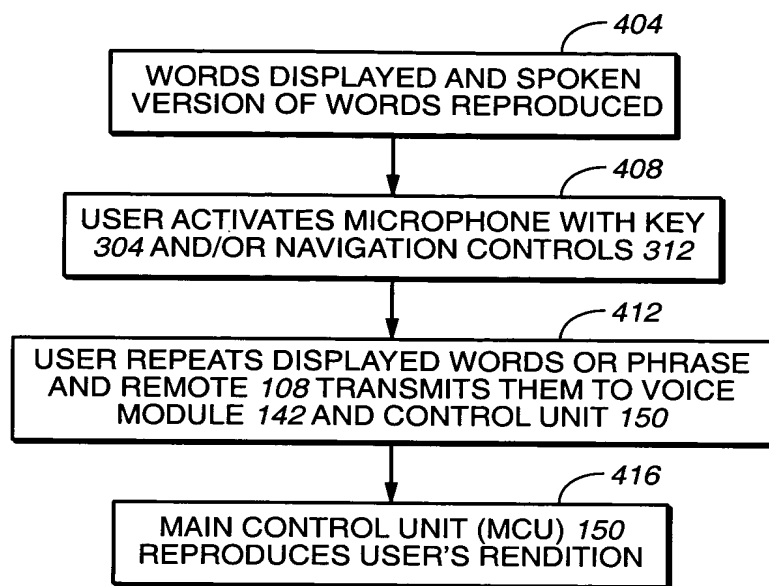 404
WORDS DISPLAYED AND SPOKEN
VERSION OF WORDS REPRODUCED
408
USER ACTIVATES MICROPHONE WITH KEY
304 AND/OR NAVIGATION CONTROLS 312
412
USER REPEATS DISPLAYED WORDS OR PHRASE
AND REMOTE 108 TRANSMITS THEM TO VOICE
MODULE 142 AND CONTROL UNIT 150
416
MAIN CONTROL UNIT (MCU) 150
REPRODUCES USER'S RENDITION